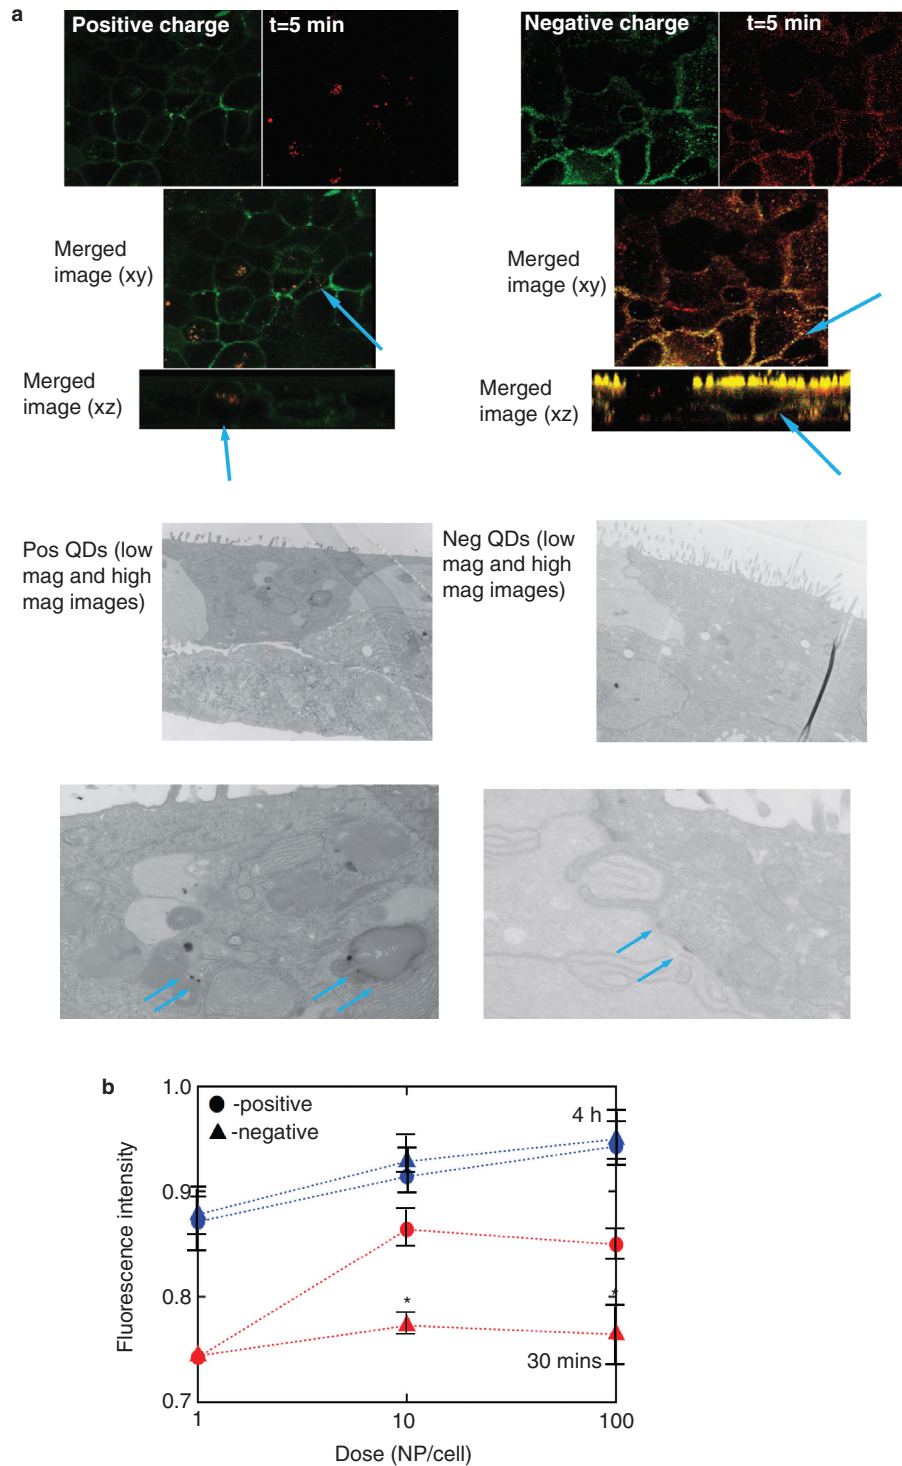 a
Positive charge
t=5 min
Negative charge
t=5 min
Merged
image (xy)
Merged
image (xy)
Merged
image (xz)
Merged
image (xz)
Pos QDs (low
mag and high
mag images)
Neg QDs (low
mag and high
mag images)
b
1.0
-positive
-negative
4 h
0.9
Fluorescence intensity
0.8
*
*
30 mins
0.7
1
10
100
Dose (NP/cell)